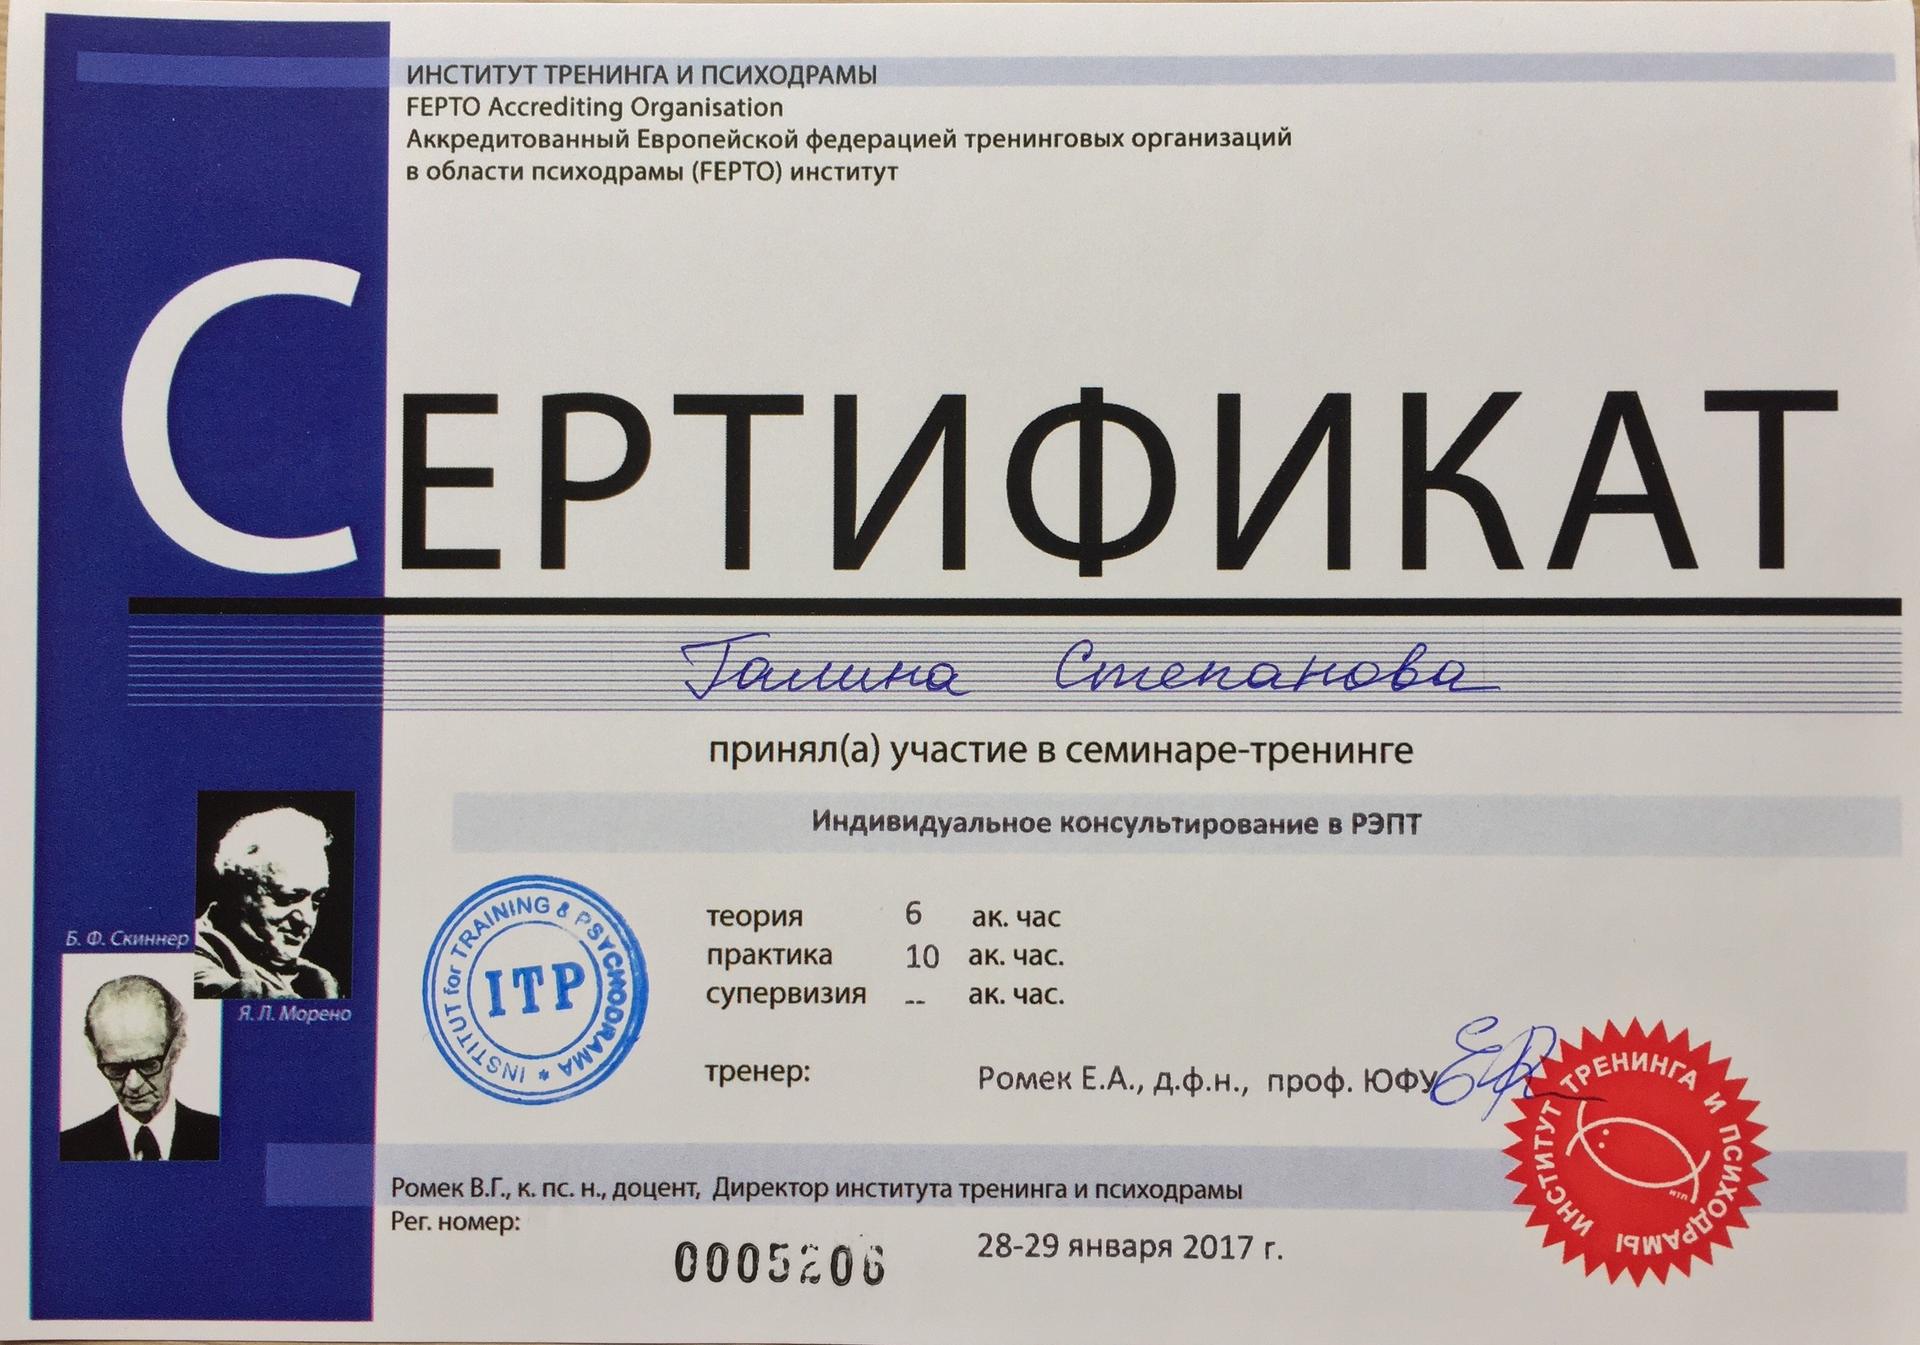 ИНСТИТУТ ТРЕНИНГА И ПСИХОДРАМЫ
FEPTO Accrediting Organisation
Аккредитованный Европейской федерацией тренинговых организаций
в области психодрамы (FEPTO) институт
СЕРТИФИКАТ
Галина Степанова
принял(а) участие в семинаре-тренинге
Индивидуальное консультирование в РЭПТ
Б. Ф. Скиннер
Я. Л. Морено
INSTITUT for TRAINING & PSYCHODRAMA *
ITP
теория 6 ак. час
практика 10 ак. час.
супервизия -- ак. час.
тренер: Ромек Е.А., д.ф.н., проф. ЮФУ
ИНСТИТУТ ТРЕНИНГА И ПСИХОДРАМЫ
ИТП
Ромек В.Г., к. пс. н., доцент, Директор института тренинга и психодрамы
Рег. номер:
0005206
28-29 января 2017 г.